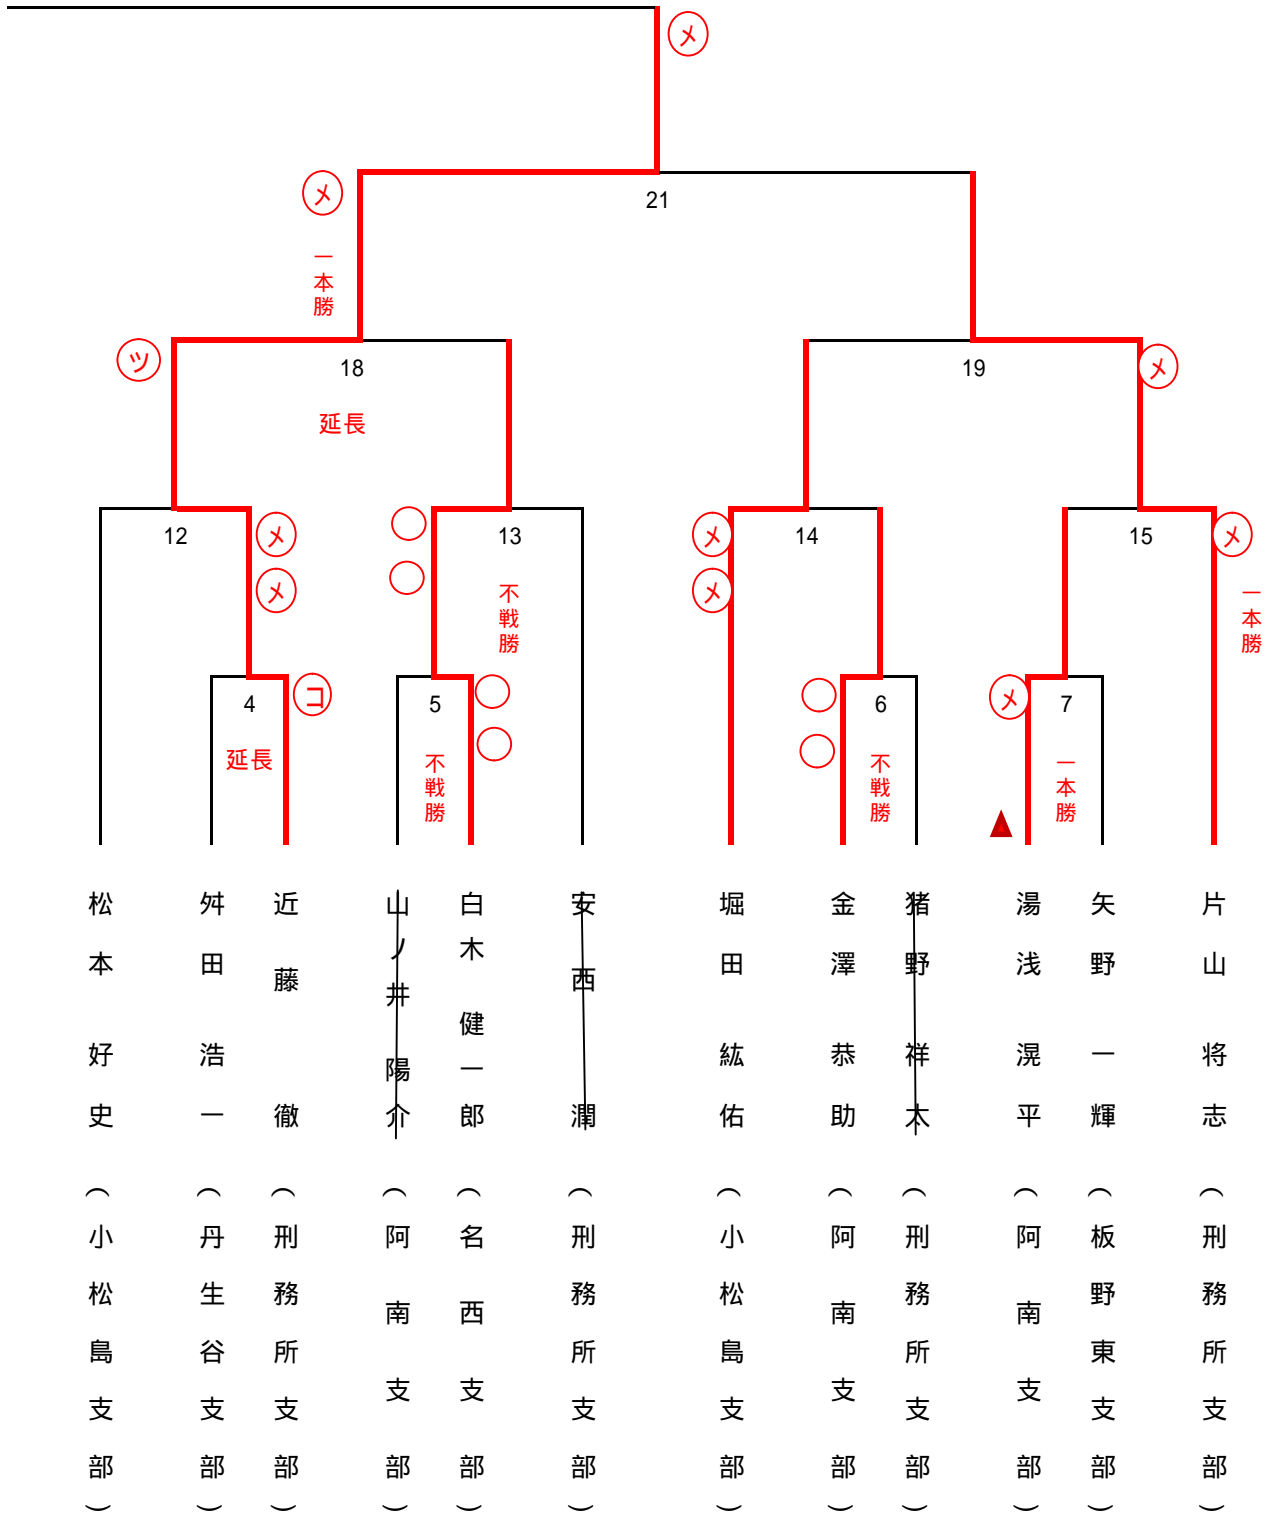 メ
メ
21
一本勝
ツ
18
19
メ
延長
12
メ
メ
13
不戦勝
メ
メ
14
15
メ
一本勝
4
コ
延長
5
不戦勝
6
不戦勝
メ
7
一本勝
松本 好史 (小松島支部)
舛田 浩一 (丹生谷支部)
近藤 徹 (刑務所支部)
山ノ井 陽介 (阿南支部)
白木 健一郎 (名西支部)
安西 潤 (刑務所支部)
堀田 紘佑 (小松島支部)
金澤 恭助 (阿南支部)
猪野 祥太 (刑務所支部)
湯浅 滉平 (阿南支部)
矢野 一輝 (板野東支部)
片山 将志 (刑務所支部)